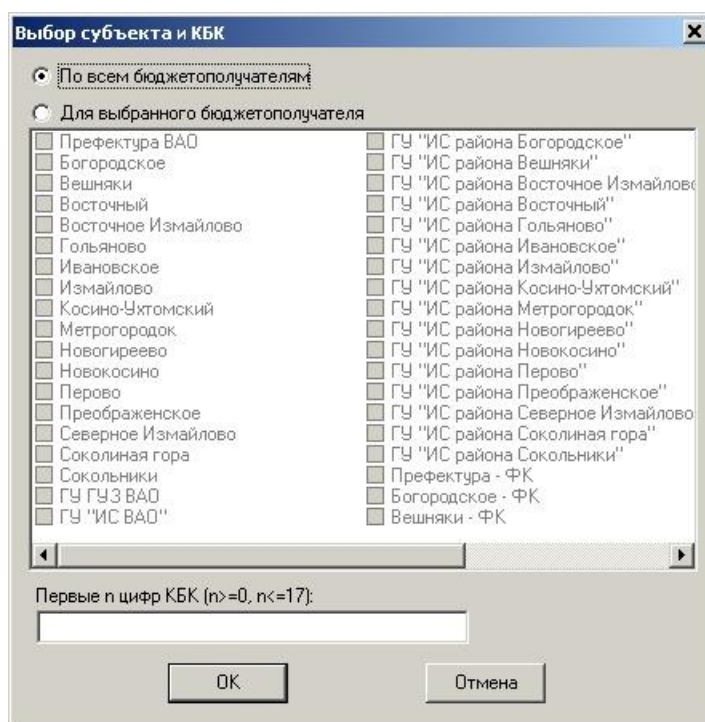 Выбор субъекта и КБК
По всем бюджетополучателям
Для выбранного бюджетополучателя
Префектура ВАО
Богородское
Вешняки
Восточный
Восточное Измайлово
Гольяново
Ивановское
Измайлово
Косино-Ухтомский
Метрогородок
Новогиреево
Новокосино
Перово
Преображенское
Северное Измайлово
Соколиная гора
Сокольники
ГУ ГУЗ ВАО
ГУ "ИС ВАО"
ГУ "ИС района Богородское"
ГУ "ИС района Вешняки"
ГУ "ИС района Восточное Измайлово
ГУ "ИС района Восточный"
ГУ "ИС района Гольяново"
ГУ "ИС района Ивановское"
ГУ "ИС района Измайлово"
ГУ "ИС района Косино-Ухтомский"
ГУ "ИС района Метрогородок"
ГУ "ИС района Новогиреево"
ГУ "ИС района Новокосино"
ГУ "ИС района Перово"
ГУ "ИС района Преображенское"
ГУ "ИС района Северное Измайлово
ГУ "ИС района Соколиная гора"
ГУ "ИС района Сокольники"
Префектура - ФК
Богородское - ФК
Вешняки - ФК
Первые n цифр КБК (n>=0, n<=17):
OK
Отмена